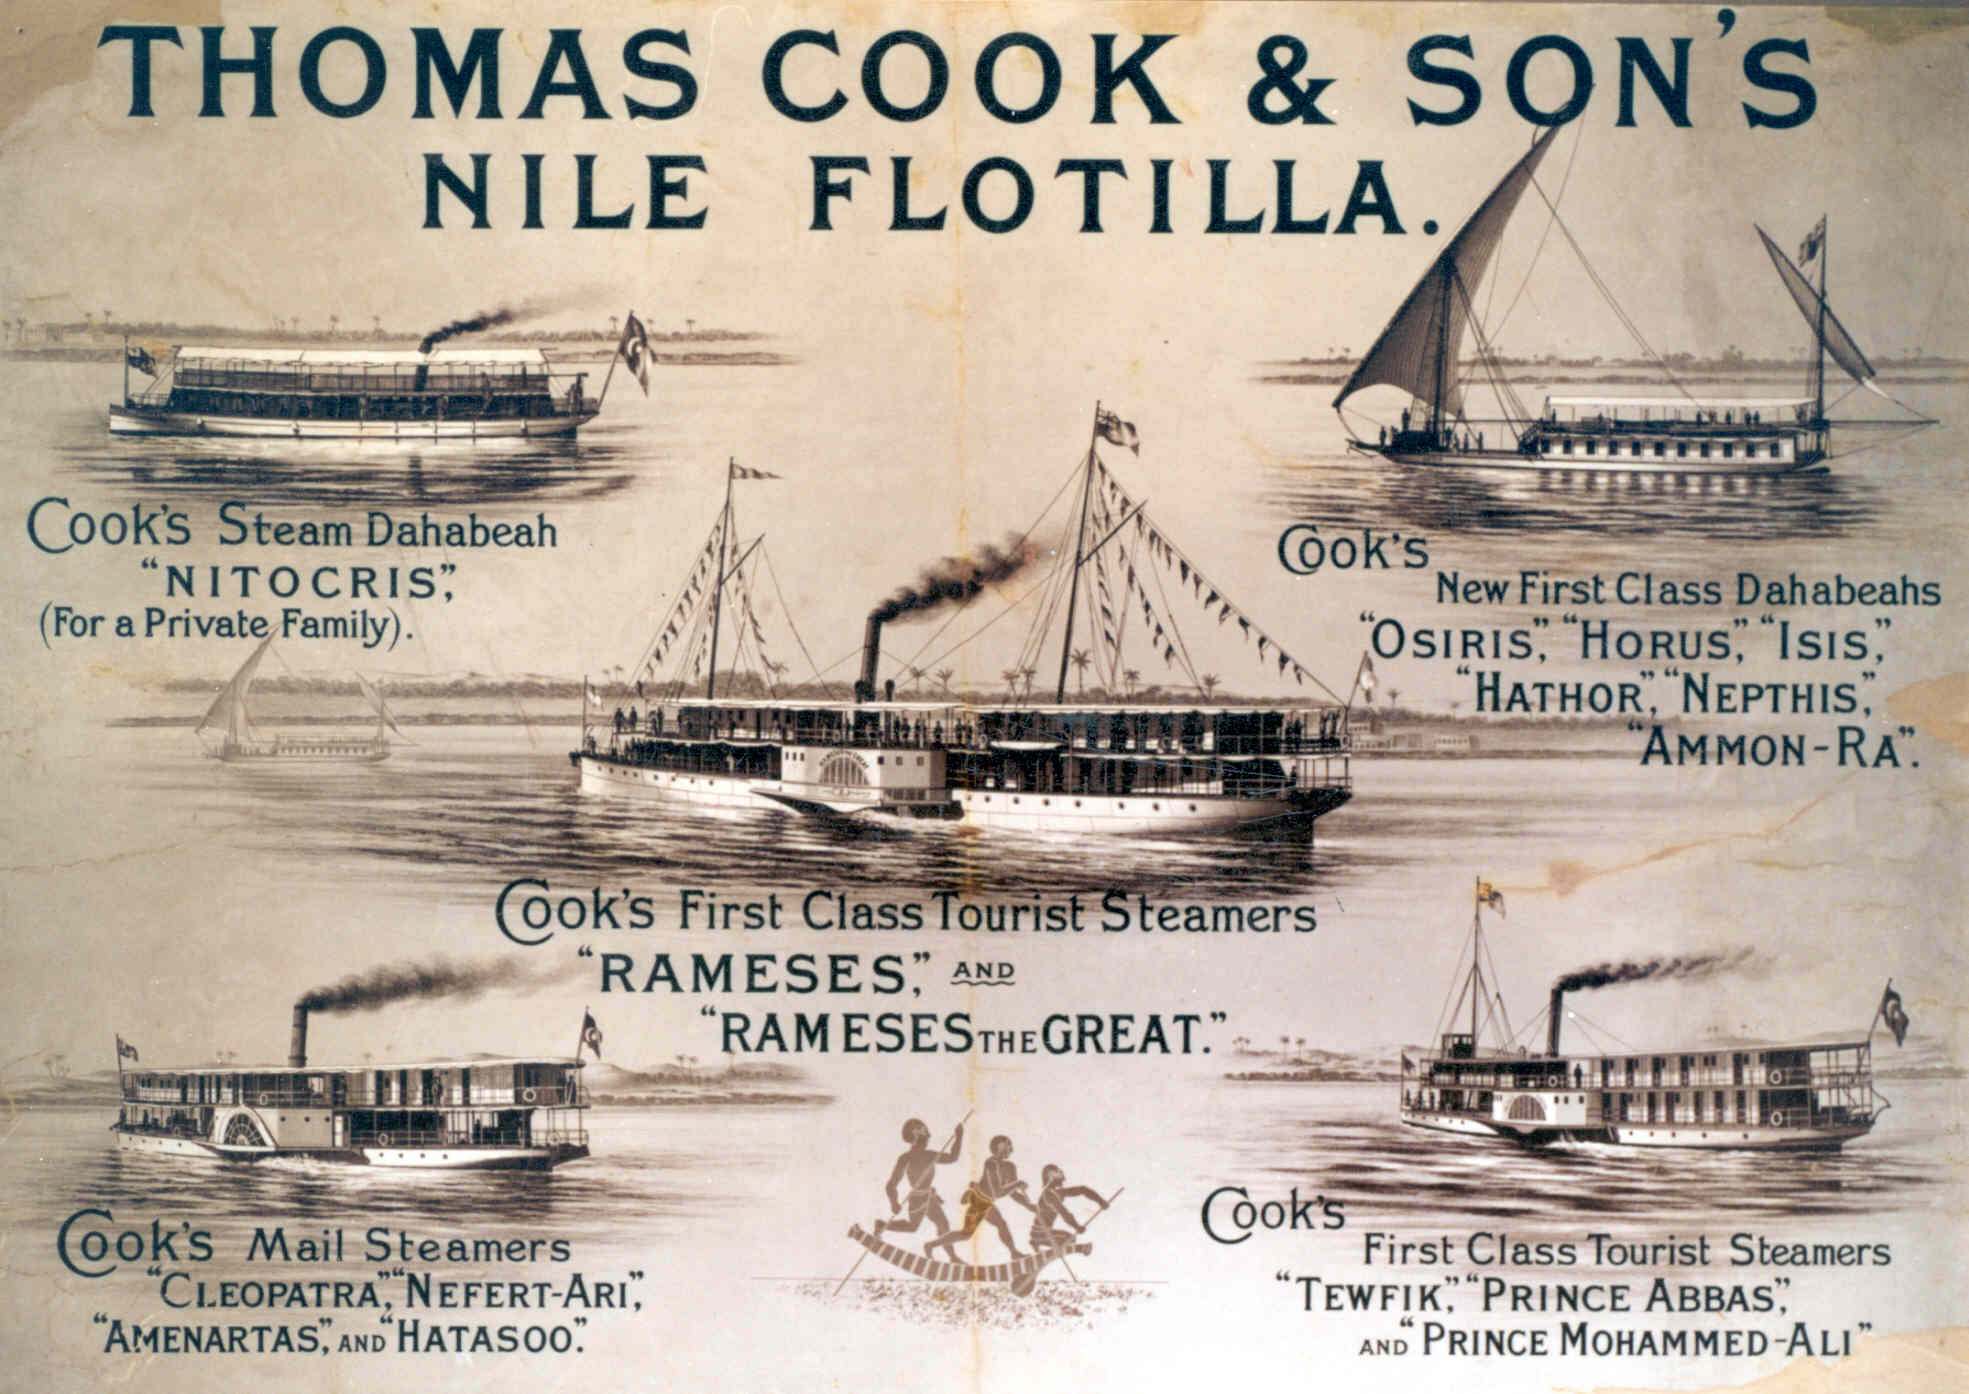 THOMAS COOK & SON'S
NILE FLOTILLA.
Cook's Steam Dahabeah
"NITOCRIS",
(For a Private Family).
Cook's
New First Class Dahabeahs
"OSIRIS," "HORUS," "ISIS,"
"HATHOR", "NEPTHIS,"
"AMMON-RA".
Cook's First Class Tourist Steamers
"RAMESES," AND
"RAMESES THE GREAT."
Cook's Mail Steamers
"CLEOPATRA," "NEFERT-ARI,"
"AMENARTAS", AND "HATASOO".
Cook's
First Class Tourist Steamers
"TEWFIK," "PRINCE ABBAS",
AND "PRINCE MOHAMMED-ALI"